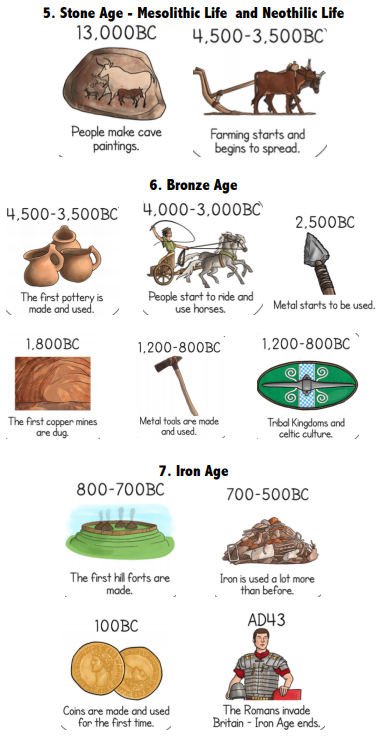 5. Stone Age - Mesolithic Life and Neothilic Life
13,000BC
People make cave
paintings.
4,500-3,500BC
Farming starts and
begins to spread.
6. Bronze Age
4,500-3,500BC
The first pottery is
made and used.
4,000-3,000BC
People start to ride and
use horses.
2,500BC
Metal starts to be used.
1,800BC
The first copper mines
are dug.
1,200-800BC
Metal tools are made
and used.
1,200-800BC
Tribal Kingdoms and
celtic culture.
7. Iron Age
800-700BC
The first hill forts are
made.
700-500BC
Iron is used a lot more
than before.
100BC
Coins are made and used
for the first time.
AD43
The Romans invade
Britain - Iron Age ends.